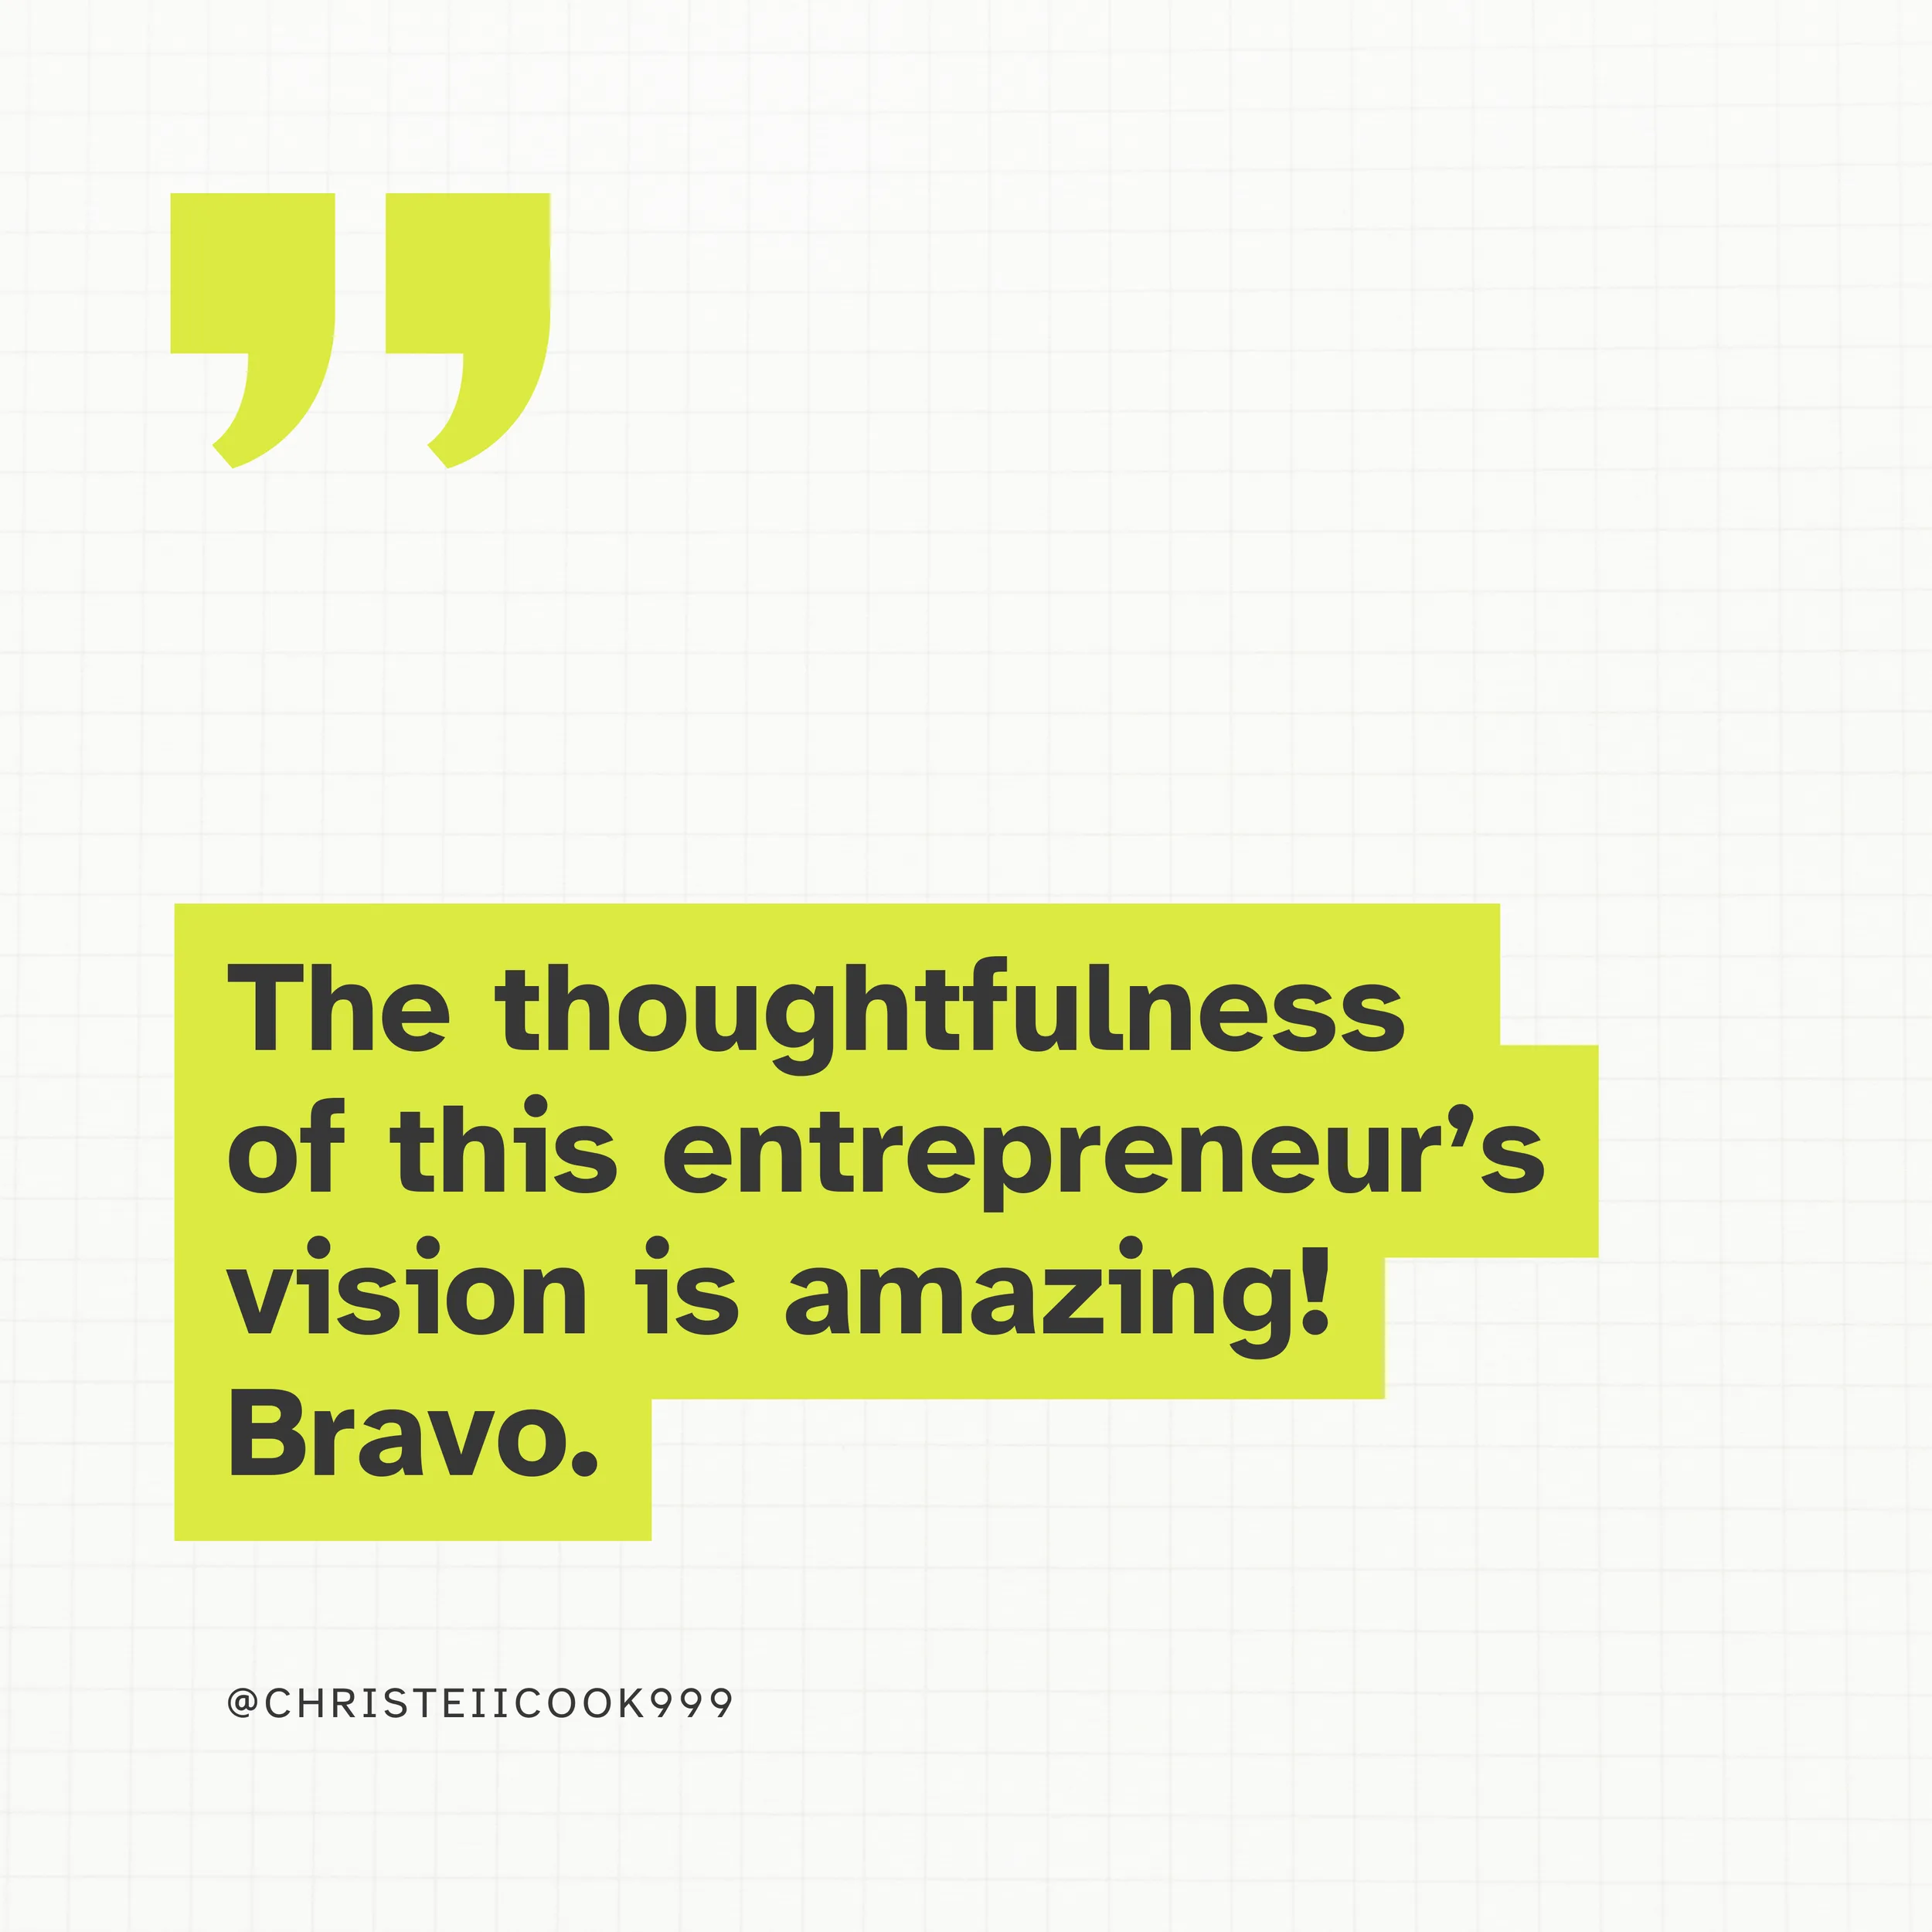 ”
The thoughtfulness
of this entrepreneur’s
vision is amazing!
Bravo.
@CHRISTEIICOOK999